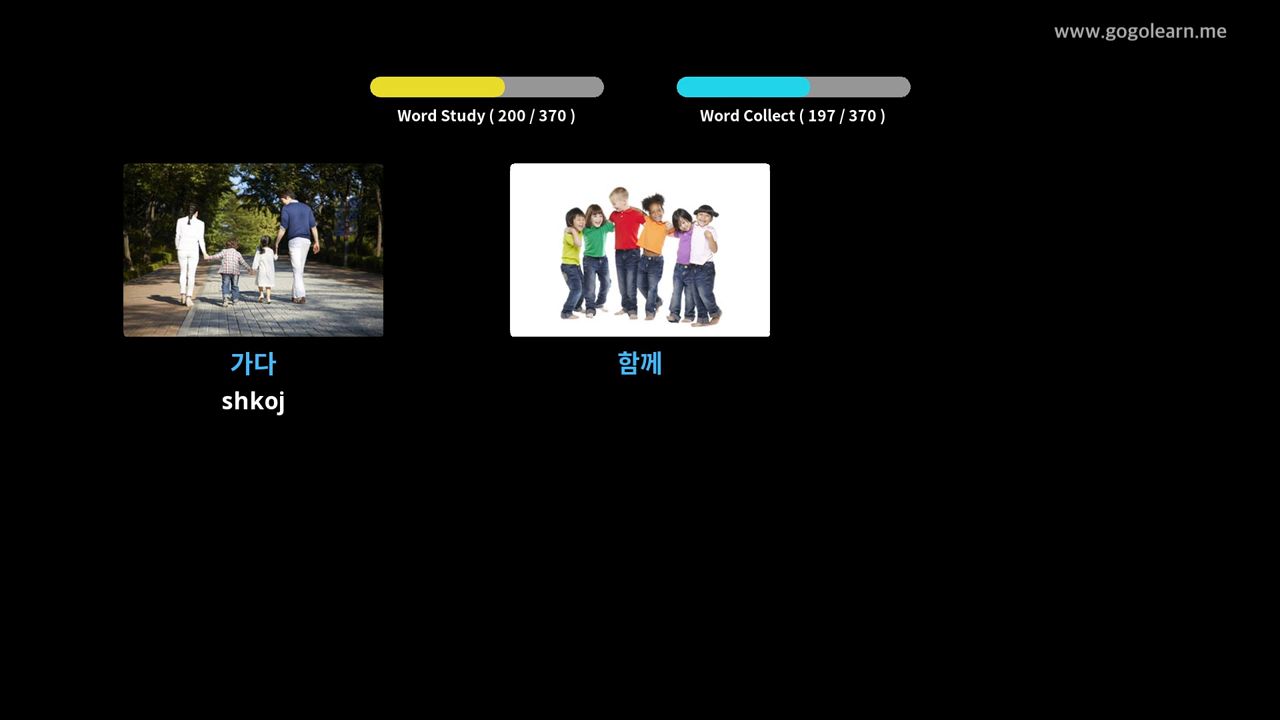 www.gogolearn.me
Word Study ( 200 / 370 )
Word Collect ( 197 / 370 )
가다
shkoj
함께